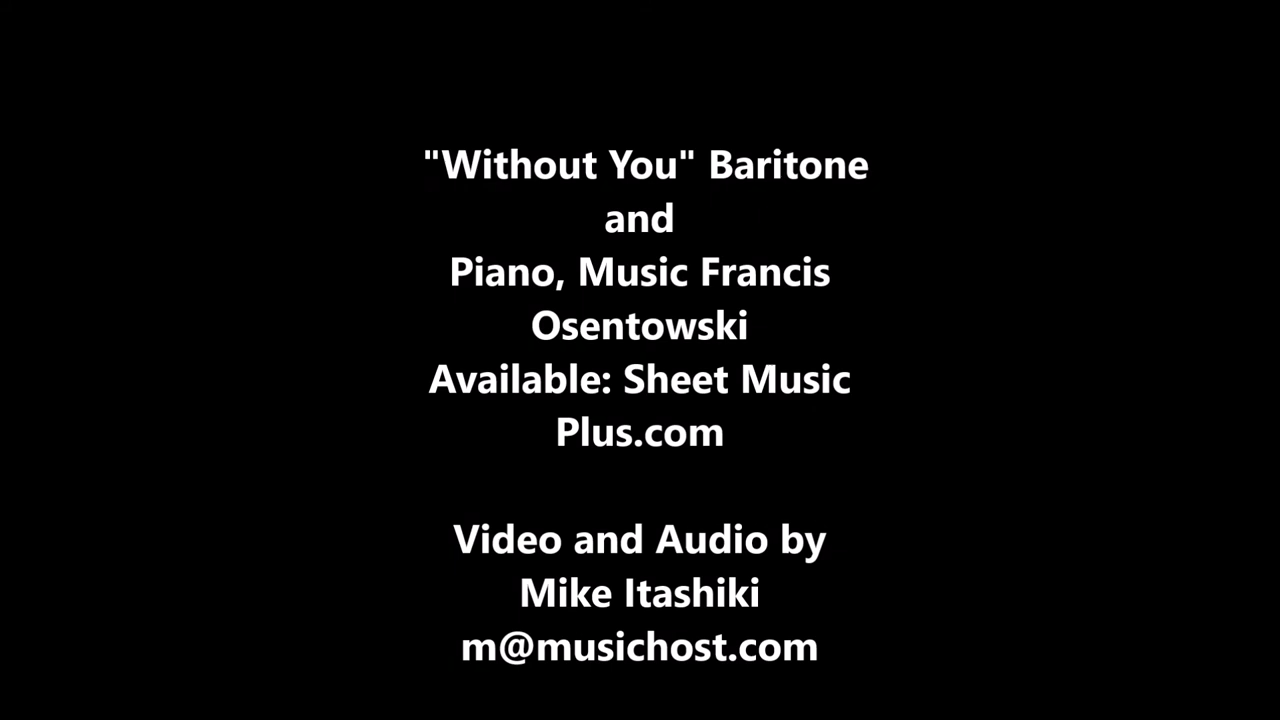 "Without You" Baritone
and
Piano, Music Francis
Osentowski
Available: Sheet Music
Plus.com
Video and Audio by
Mike Itashiki
m@musichost.com